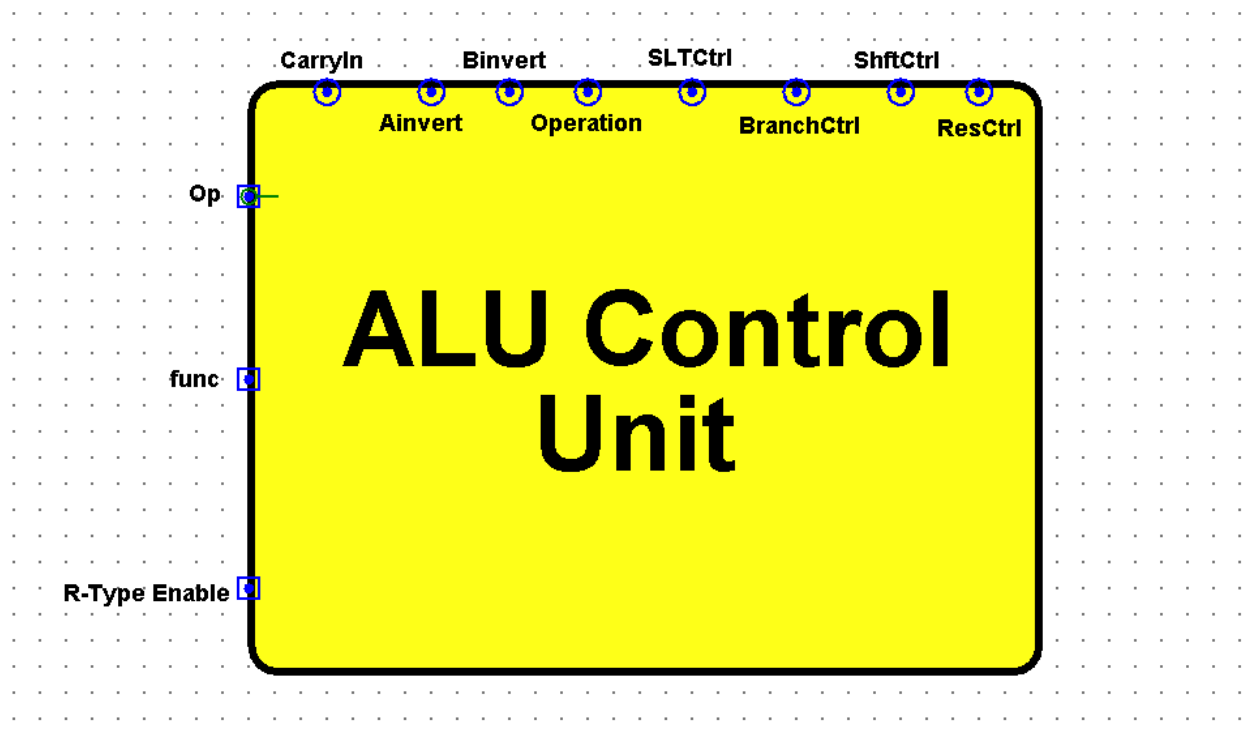 CarryIn
Binvert
SLTCtrl
ShftCtrl
Ainvert
Operation
BranchCtrl
ResCtrl
Op
ALU Control
func
Unit
R-Type Enable